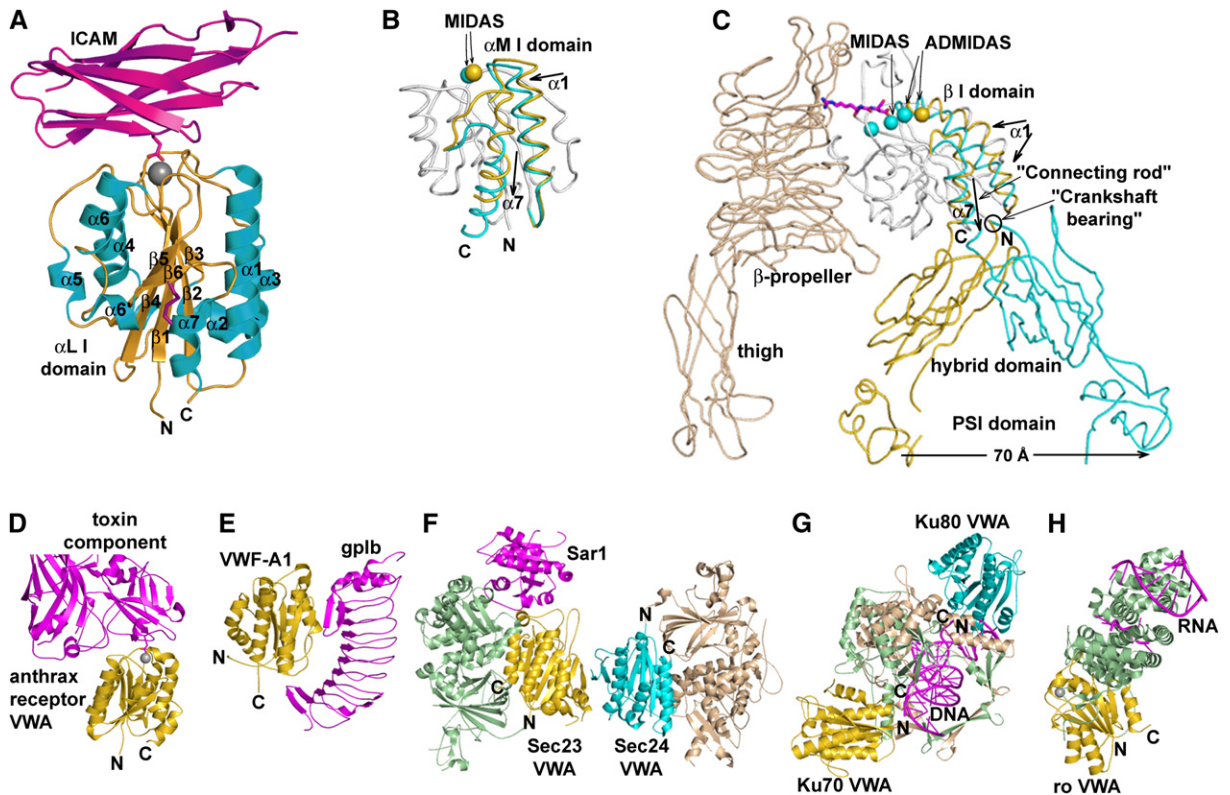 A
ICAM
α6
α4
α5
α6'
β5
β6
β3
β4
β2
β1
α7
α2
α1
α3
αL I
domain
N
C
B
MIDAS
αM I domain
α1
α7
C
N
C
MIDAS
ADMIDAS
β I domain
α1
"Connecting rod"
"Crankshaft
bearing"
α7
C
N
β-propeller
thigh
hybrid domain
PSI domain
70 Å
D
toxin
component
anthrax
receptor
VWA
N
C
E
VWF-A1
gpIb
N
C
F
Sar1
N
C
C
N
Sec23
VWA
Sec24
VWA
G
Ku80 VWA
C
N
C
N
DNA
Ku70 VWA
H
RNA
N
C
ro VWA